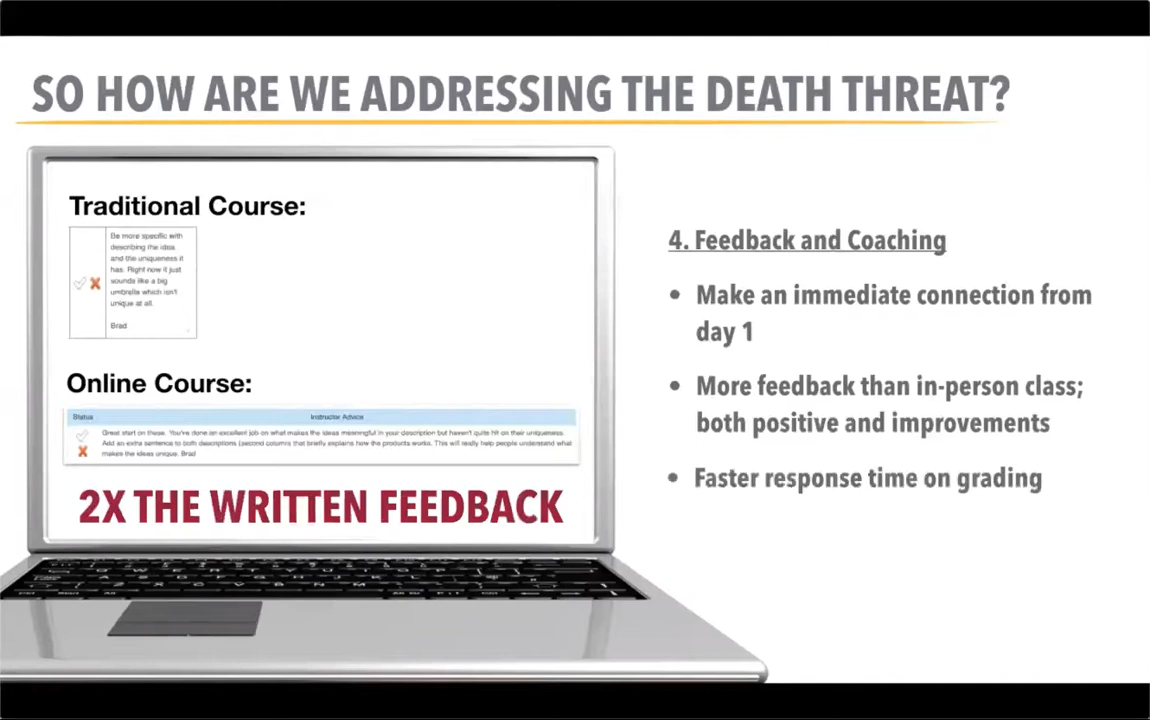 SO HOW ARE WE ADDRESSING THE DEATH THREAT?
Traditional Course:
Be more specific with
describing the idea.
and the uniqueness it
has. Right now it just
sounds like a big
umbrella which isn't
unique at all.
Brad
Online Course:
Status Instructor Advice
Great start on these. You've done an excellent job on what makes the ideas meaningful in your description but haven't quite hit on their uniqueness.
Add an extra sentence to both descriptions (second columns that briefly explains how the products works. This will really help people understand what
makes the ideas unique. Brad
2X THE WRITTEN FEEDBACK
4. Feedback and Coaching
• Make an immediate connection from
day 1
• More feedback than in-person class;
both positive and improvements
• Faster response time on grading